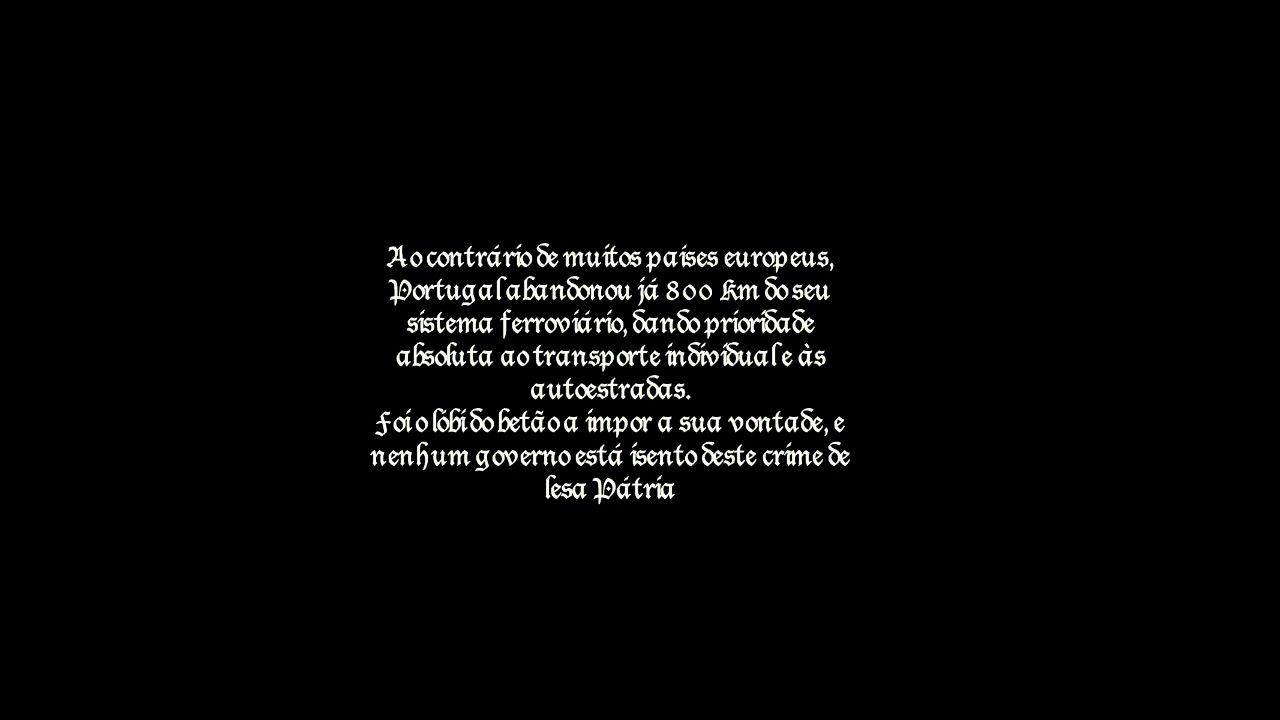 Ao contrário de muitos países europeus,
Portugal abandonou já 800 Km do seu
sistema ferroviário, dando prioridade
absoluta ao transporte individual e às
autoestradas.
Foi o lóbi do betão a impor a sua vontade, e
nenhum governo está isento deste crime de
lesa Pátria